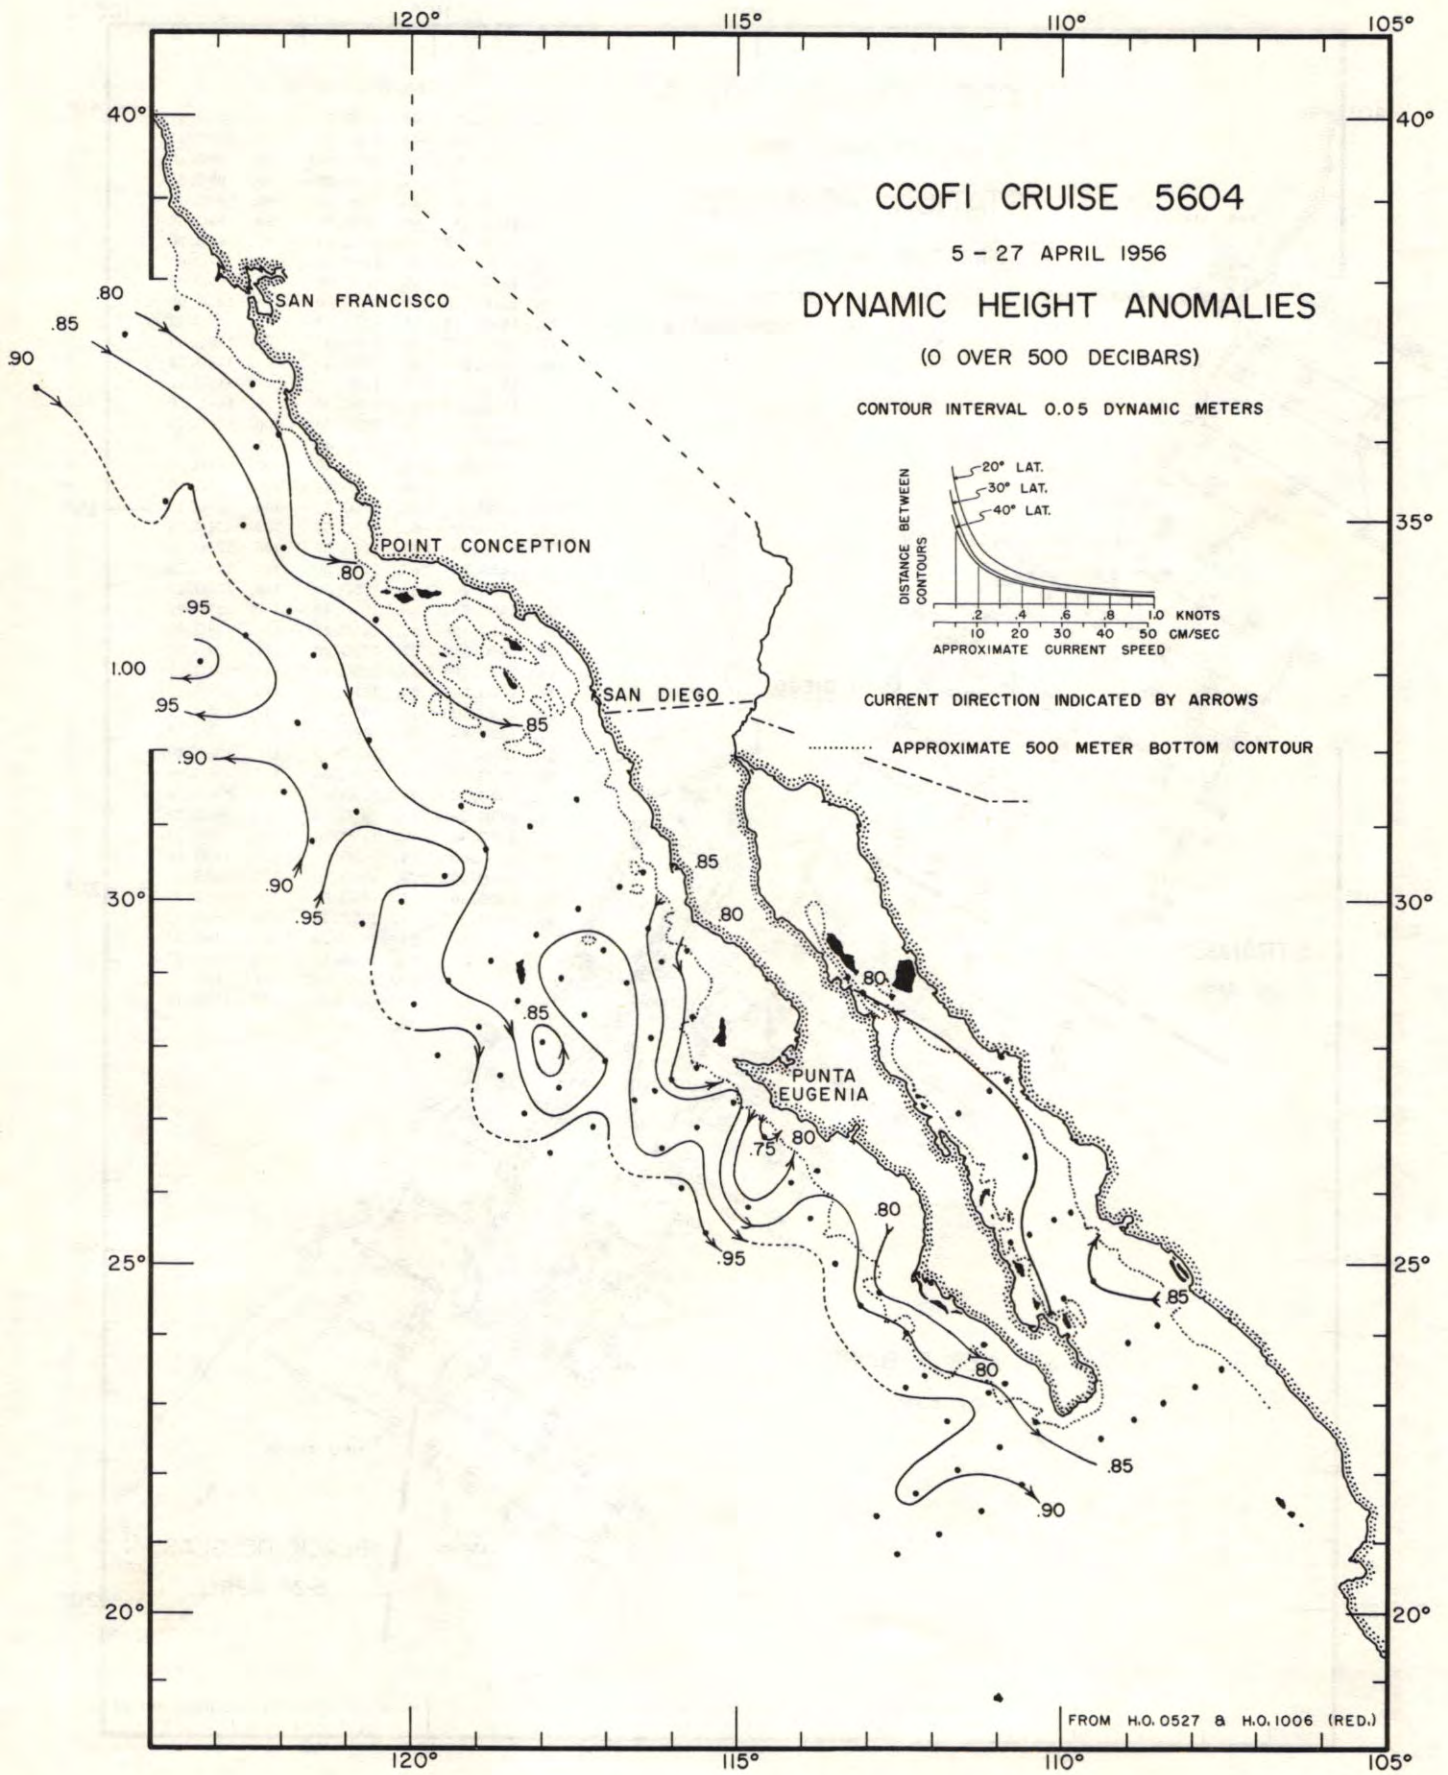 120° 115° 110° 105°
40° 40°
CCOFI CRUISE 5604
5 – 27 APRIL 1956
DYNAMIC HEIGHT ANOMALIES
(0 OVER 500 DECIBARS)
CONTOUR INTERVAL 0.05 DYNAMIC METERS
.80
SAN FRANCISCO
.85
.90
DISTANCE BETWEEN
CONTOURS
20° LAT.
30° LAT.
40° LAT.
.2 .4 .6 .8 1.0 KNOTS
10 20 30 40 50 CM/SEC
APPROXIMATE CURRENT SPEED
35°
POINT CONCEPTION
.80
.95
1.00
.95
SAN DIEGO
CURRENT DIRECTION INDICATED BY ARROWS
.85
APPROXIMATE 500 METER BOTTOM CONTOUR
.90
.85
.90
30° 30°
.80
.95
.80
.85
PUNTA
EUGENIA
.75
.80
.80
.95
25° 25°
.85
.80
.85
.90
20° 20°
FROM H.O. 0527 & H.O. 1006 (RED.)
120° 115° 110° 105°